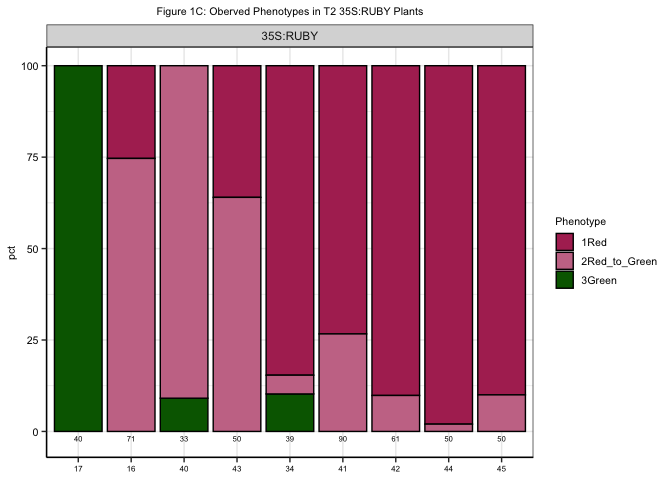 Figure 1C: Oberved Phenotypes in T2 35S:RUBY Plants
35S:RUBY
100
75
50
25
0
pct
40 71 33 50 39 90 61 50 50
17 16 40 43 34 41 42 44 45
Phenotype
1Red
2Red_to_Green
3Green